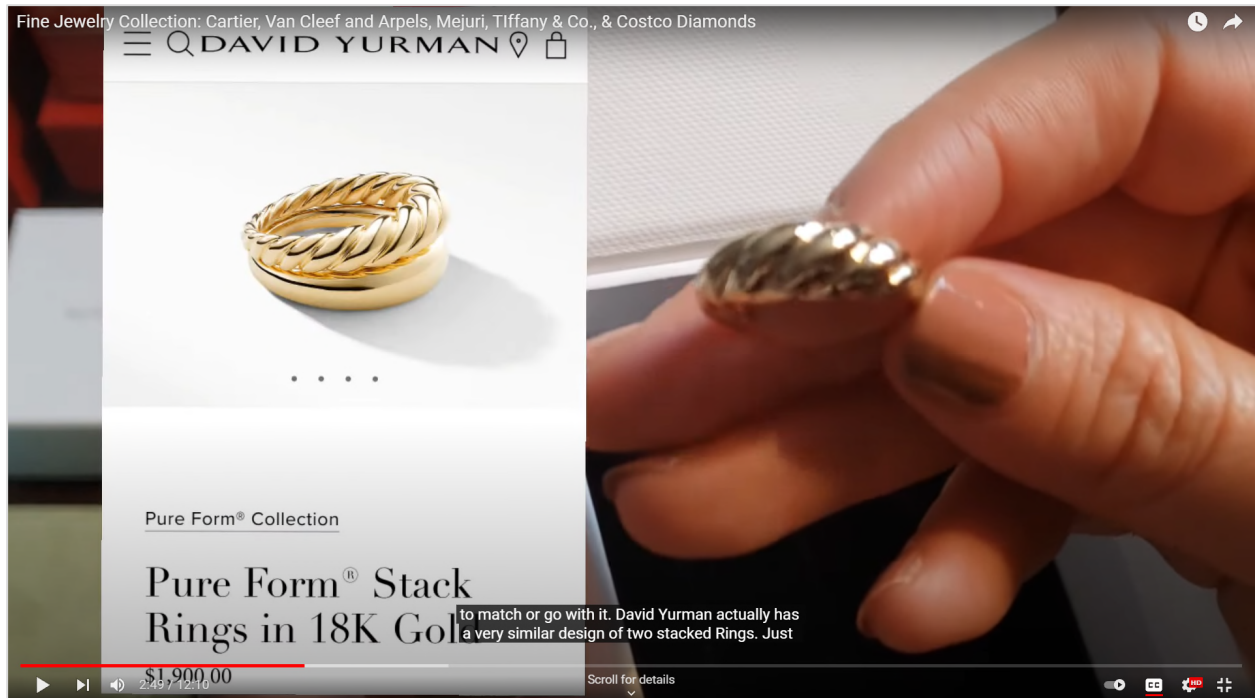 Fine Jewelry Collection: Cartier, Van Cleef and Arpels, Mejuri, TIffany & Co., & Costco Diamonds
DAVID YURMAN
Pure Form® Collection
Pure Form® Stack
Rings in 18K Gold
$1,900.00
to match or go with it. David Yurman actually has
a very similar design of two stacked Rings. Just
2:49 / 12:10
Scroll for details
CC
HD